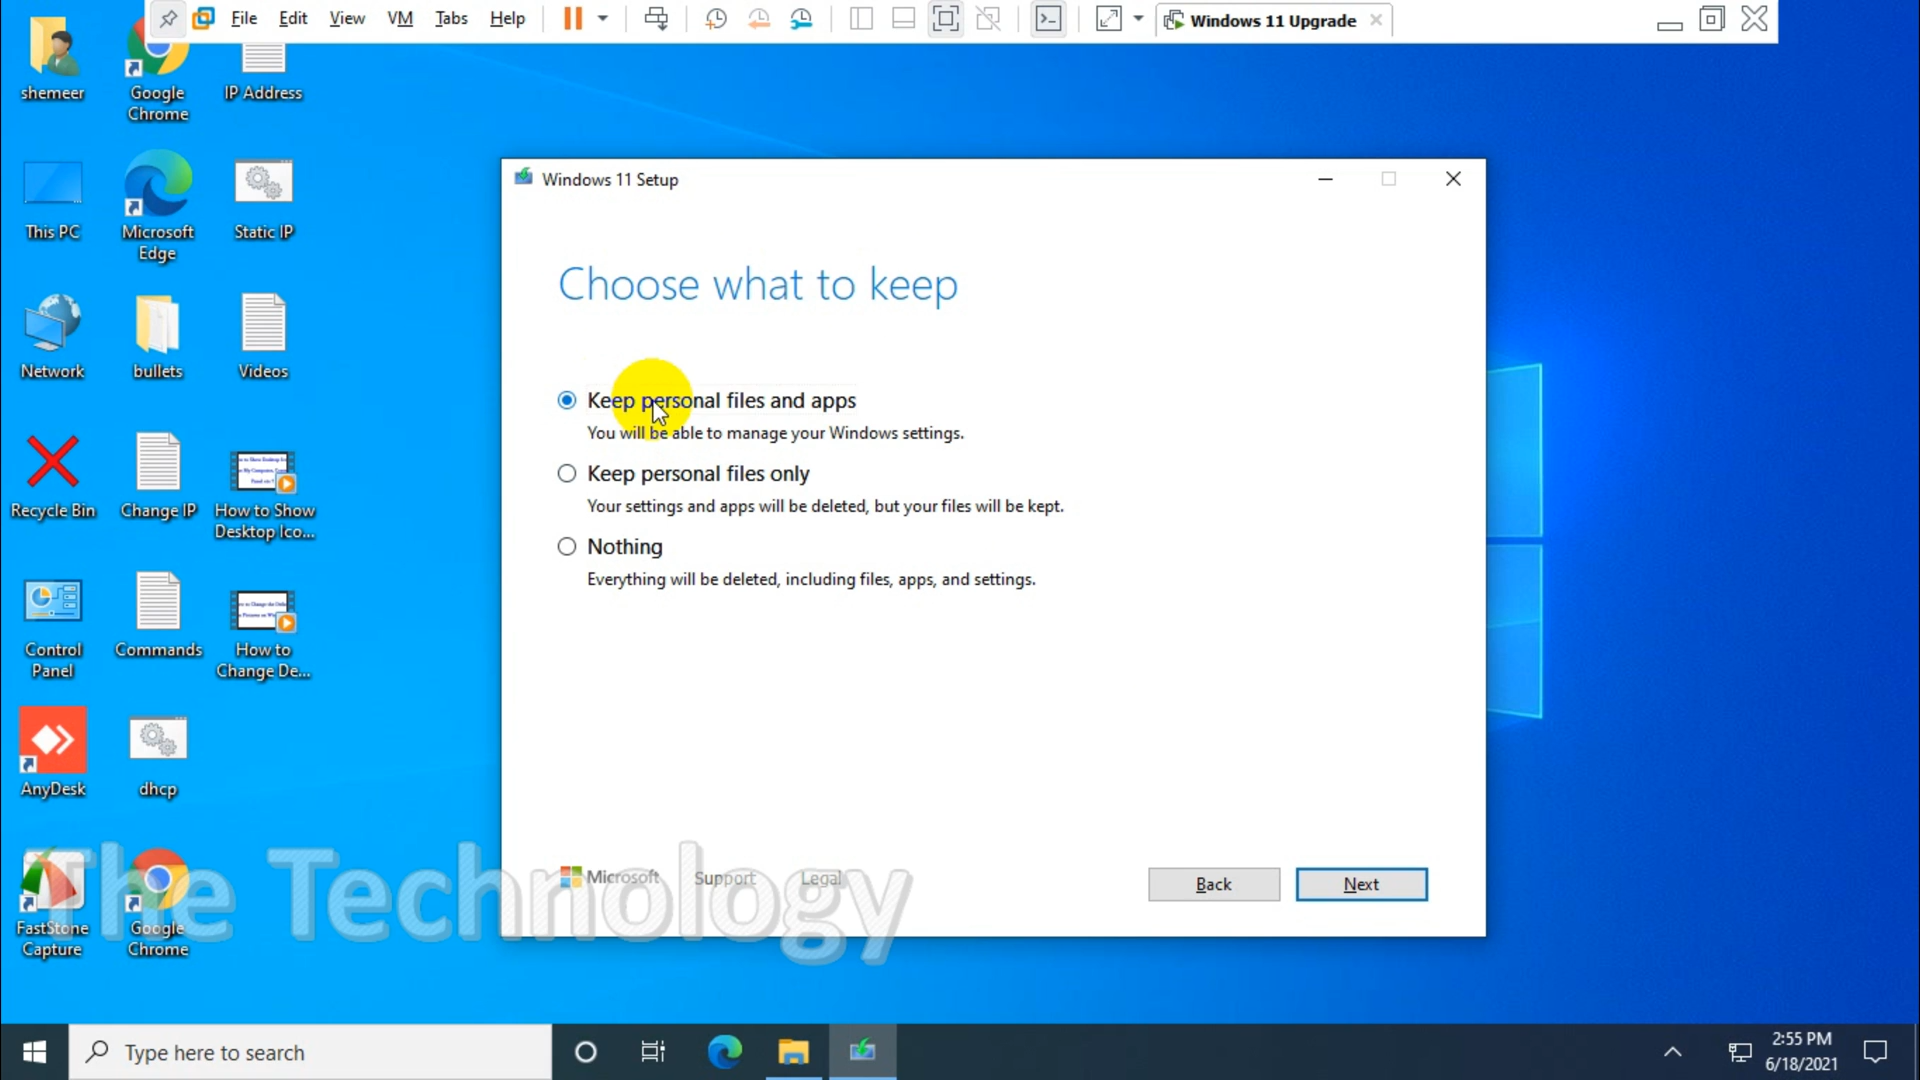 File Edit View VM Tabs Help
Windows 11 Upgrade
shemeer
Google Chrome
IP Address
This PC
Microsoft Edge
Static IP
Network
bullets
Videos
Recycle Bin
Change IP
How to Show Desktop Ico...
Control Panel
Commands
How to Change De...
AnyDesk
dhcp
FastStone Capture
Google Chrome
Windows 11 Setup
Choose what to keep
Keep personal files and apps
You will be able to manage your Windows settings.
Keep personal files only
Your settings and apps will be deleted, but your files will be kept.
Nothing
Everything will be deleted, including files, apps, and settings.
Microsoft Support Legal
Back Next
The Technology
Type here to search
2:55 PM
6/18/2021